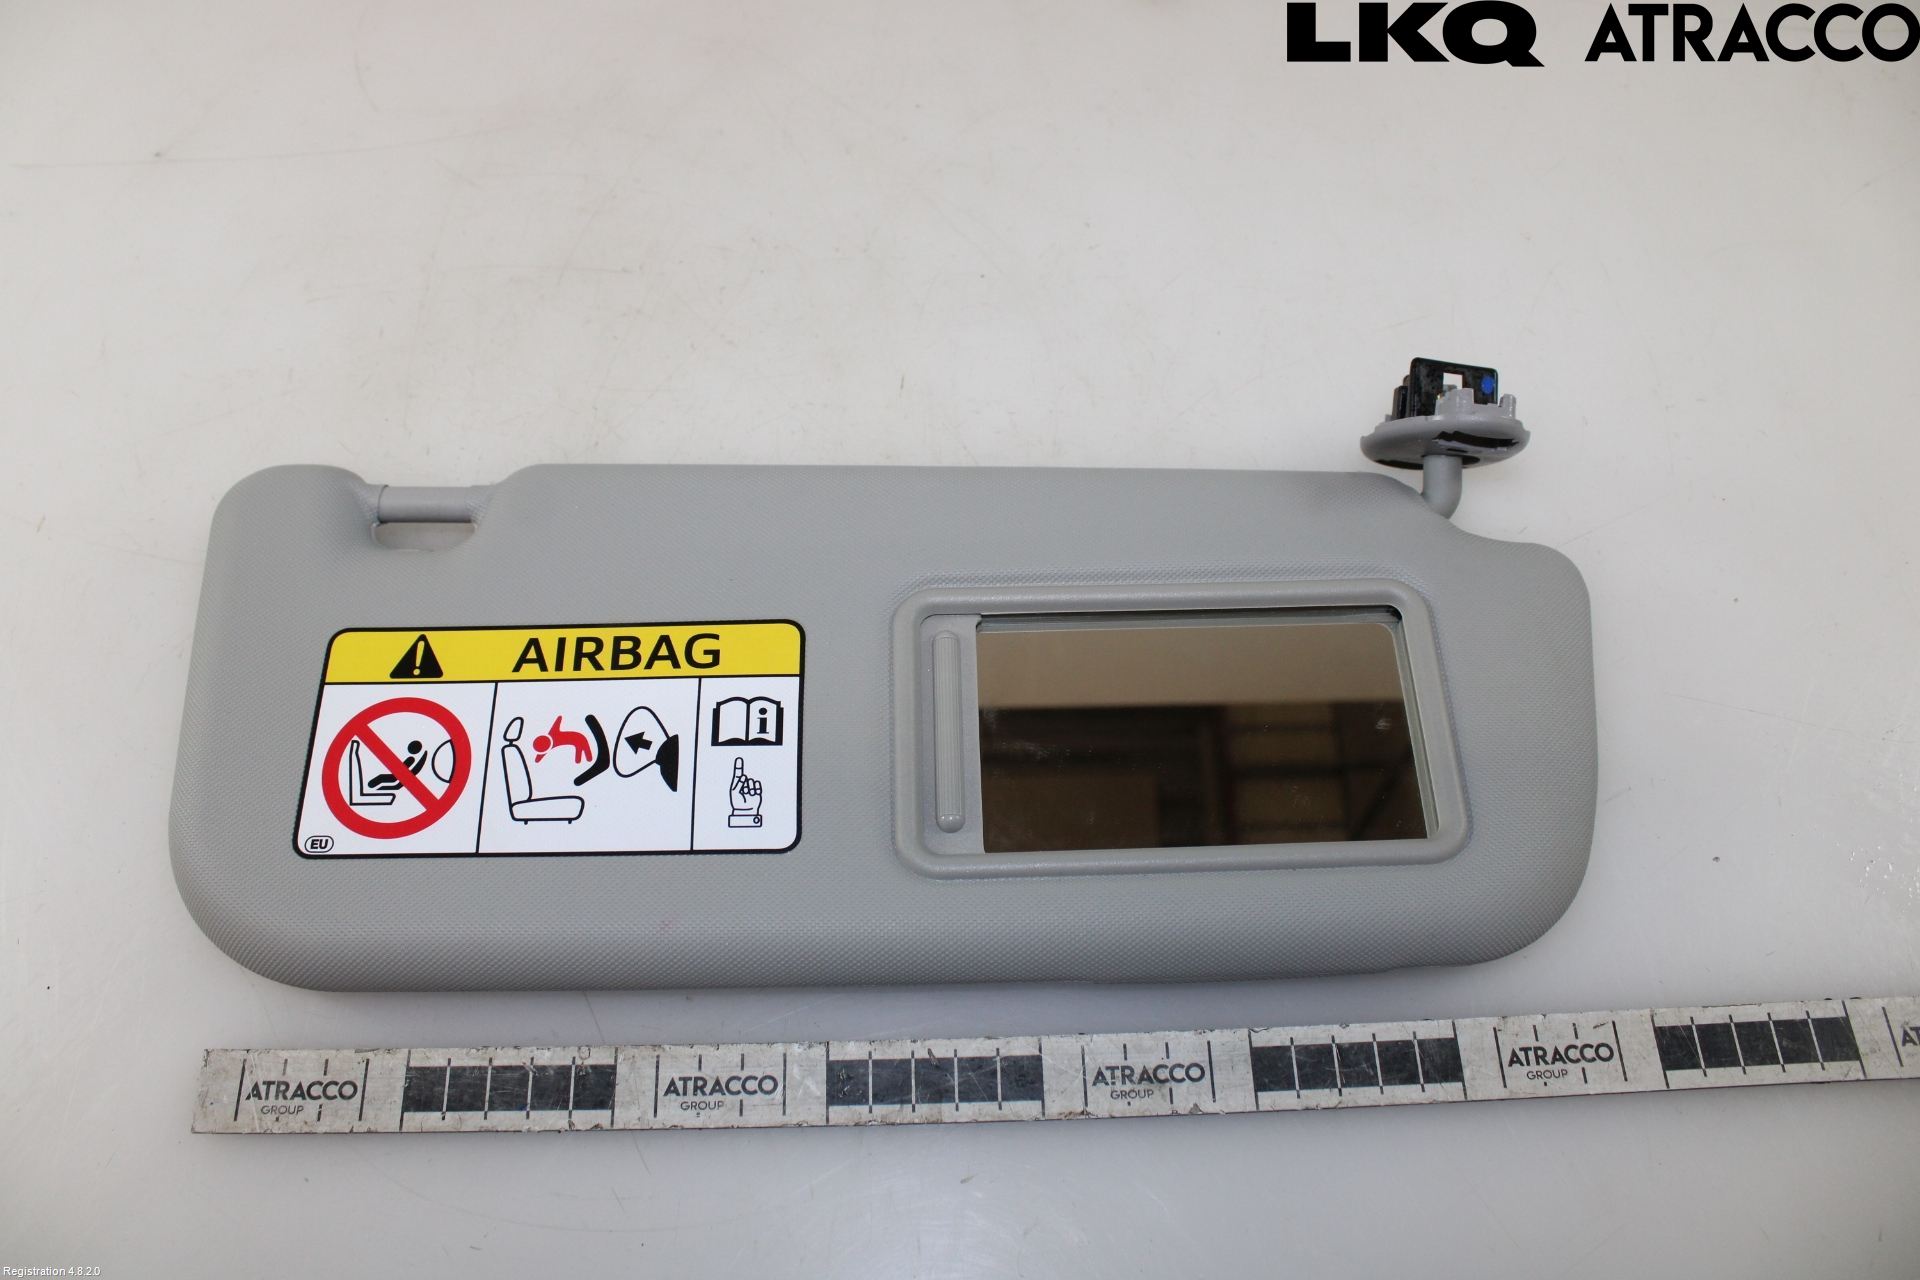 LKQ ATRACCO
AIRBAG
i
EU
ATRACCO
GROUP
ATRACCO
GROUP
ATRACCO
GROUP
ATRACCO
GROUP
Registration 4.8.2.0